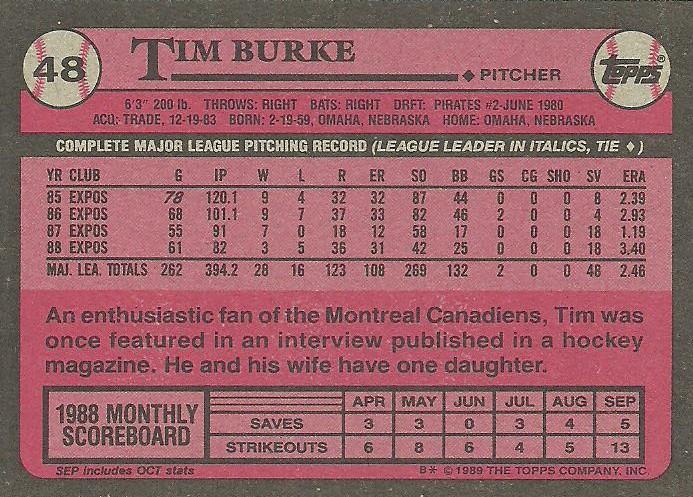 48
TIM BURKE
♦ PITCHER
TOPPS®
6'3" 200 lb. THROWS: RIGHT BATS: RIGHT DRFT: PIRATES #2-JUNE 1980
ACQ: TRADE, 12-19-83 BORN: 2-19-59, OMAHA, NEBRASKA HOME: OMAHA, NEBRASKA
COMPLETE MAJOR LEAGUE PITCHING RECORD (LEAGUE LEADER IN ITALICS, TIE ♦)
YR CLUB G IP W L R ER SO BB GS CG SHO SV ERA
85 EXPOS 78 120.1 9 4 32 32 87 44 0 0 0 8 2.39
86 EXPOS 68 101.1 9 7 37 33 82 46 2 0 0 4 2.93
87 EXPOS 55 91 7 0 18 12 58 17 0 0 0 18 1.19
88 EXPOS 61 82 3 5 36 31 42 25 0 0 0 18 3.40
MAJ. LEA. TOTALS 262 394.2 28 16 123 108 269 132 2 0 0 48 2.46
An enthusiastic fan of the Montreal Canadiens, Tim was
once featured in an interview published in a hockey
magazine. He and his wife have one daughter.
1988 MONTHLY
SCOREBOARD
APR MAY JUN JUL AUG SEP
SAVES 3 3 0 3 4 5
STRIKEOUTS 6 8 6 4 5 13
SEP includes OCT stats
B* © 1989 THE TOPPS COMPANY, INC.